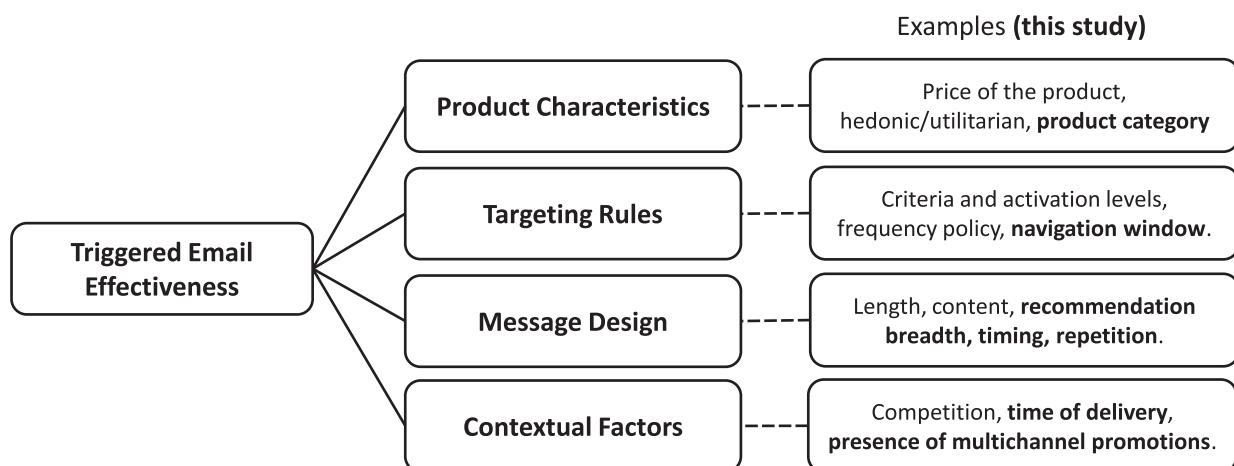 Examples (this study)
Product Characteristics
Price of the product,
hedonic/utilitarian, product category
Targeting Rules
Criteria and activation levels,
frequency policy, navigation window.
Triggered Email
Effectiveness
Message Design
Length, content, recommendation
breadth, timing, repetition.
Contextual Factors
Competition, time of delivery,
presence of multichannel promotions.